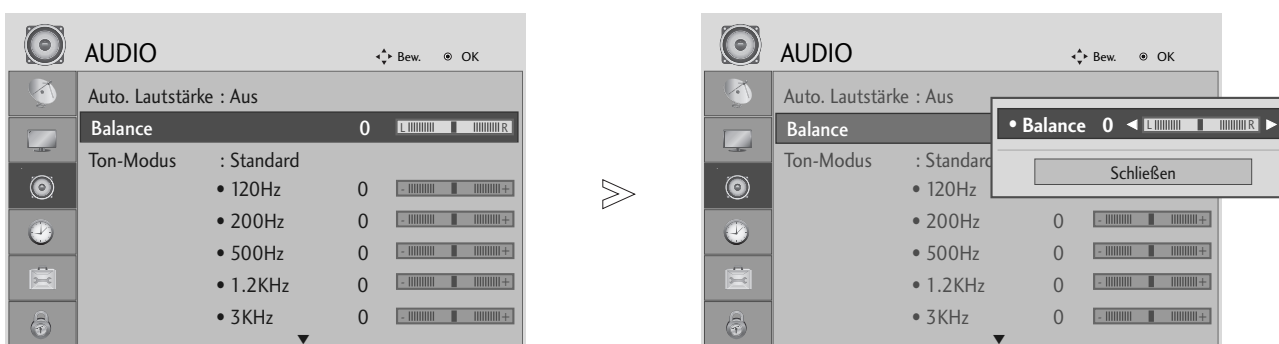 AUDIO Bew. OK
Auto. Lautstärke : Aus
Balance 0 L R
Ton-Modus : Standard
• 120Hz 0 - +
• 200Hz 0 - +
• 500Hz 0 - +
• 1.2KHz 0 - +
• 3KHz 0 - +
AUDIO Bew. OK
Auto. Lautstärke : Aus
Balance
• Balance 0 L R
Schließen
Ton-Modus : Standard
• 120Hz
• 200Hz 0 - +
• 500Hz 0 - +
• 1.2KHz 0 - +
• 3KHz 0 - +